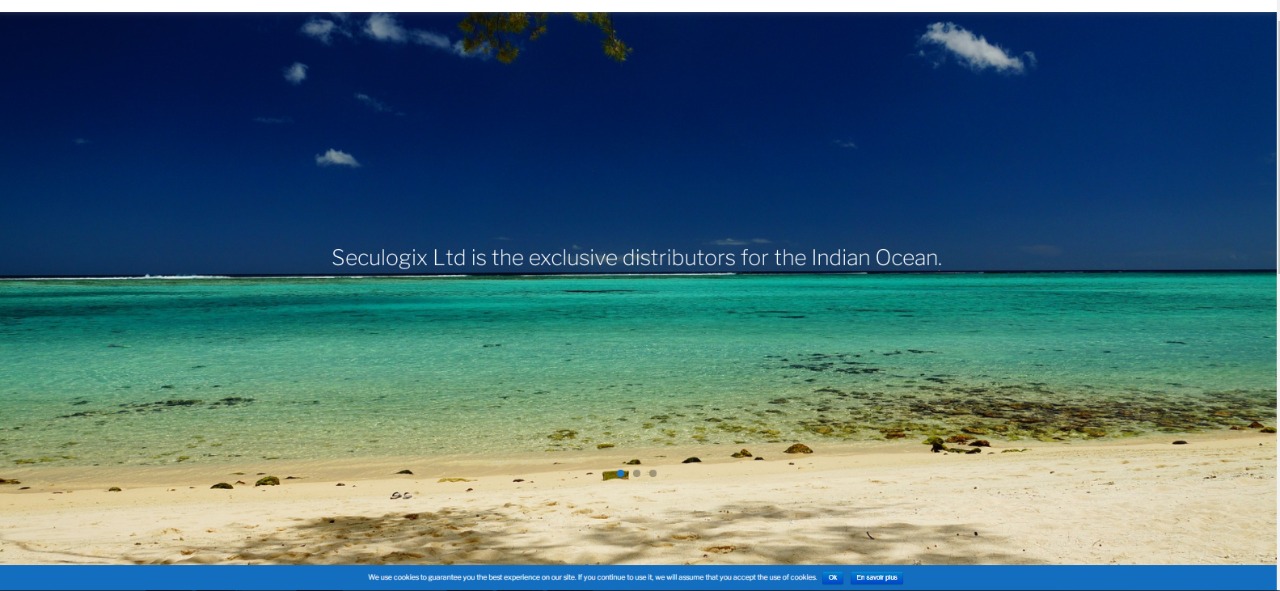 Seculogix Ltd is the exclusive distributors for the Indian Ocean.
We use cookies to guarantee you the best experience on our site. If you continue to use it, we will assume that you accept the use of cookies. Ok En savoir plus